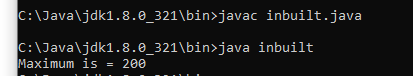 C:\Java\jdk1.8.0_321\bin>javac inbuilt.java
C:\Java\jdk1.8.0_321\bin>java inbuilt
Maximum is = 200